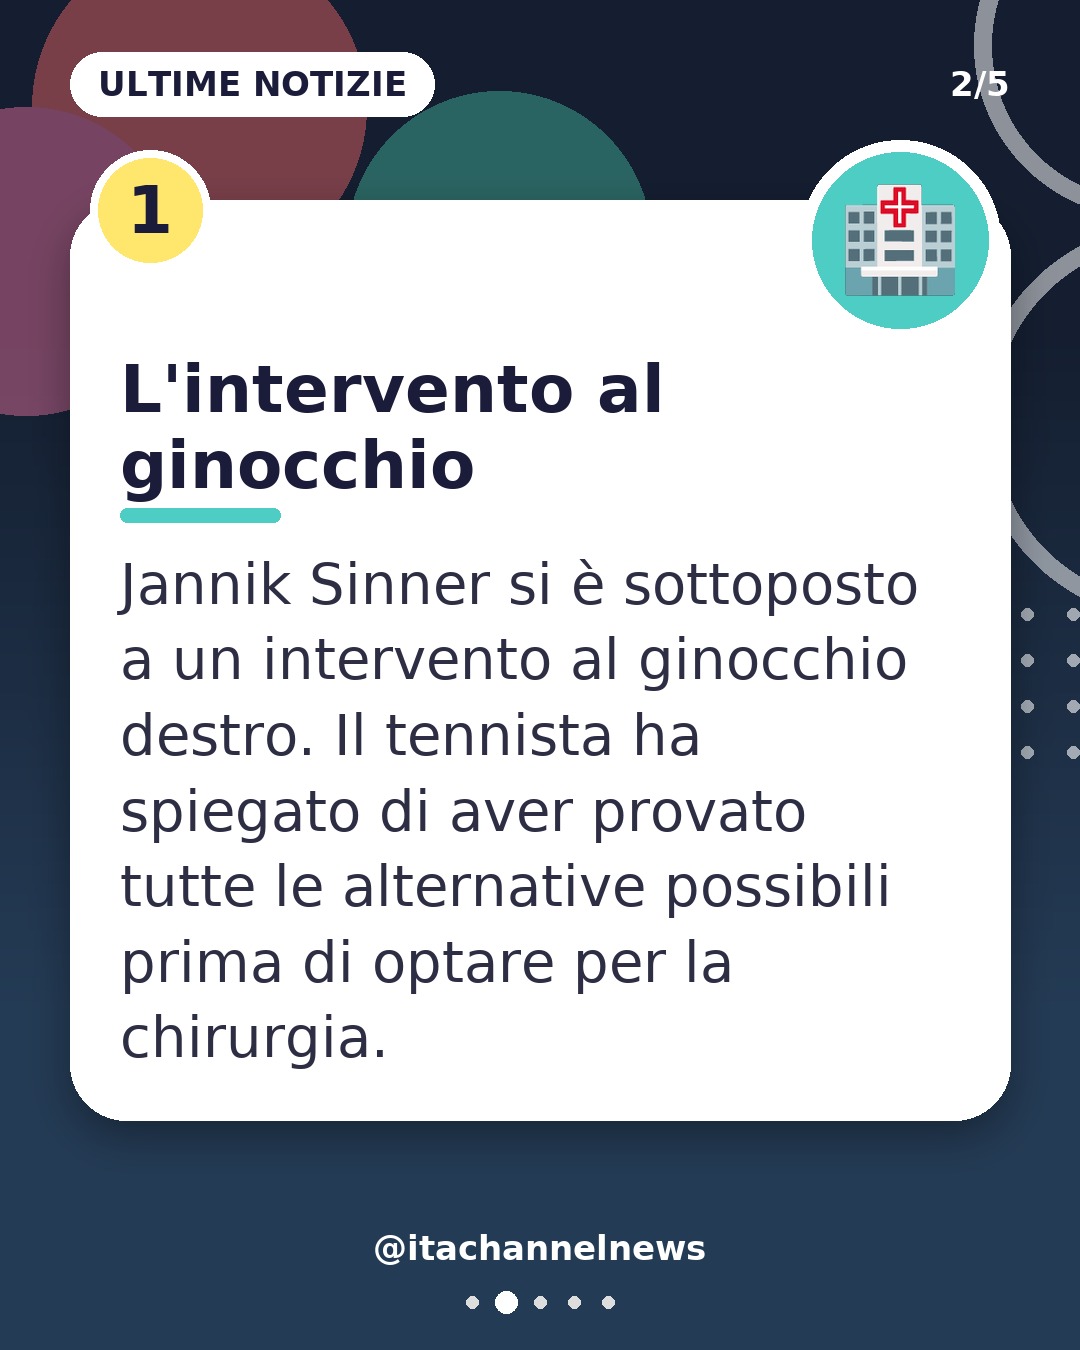 ULTIME NOTIZIE
2/5
1
L'intervento al
ginocchio
Jannik Sinner si è sottoposto
a un intervento al ginocchio
destro. Il tennista ha
spiegato di aver provato
tutte le alternative possibili
prima di optare per la
chirurgia.
@itachannelnews